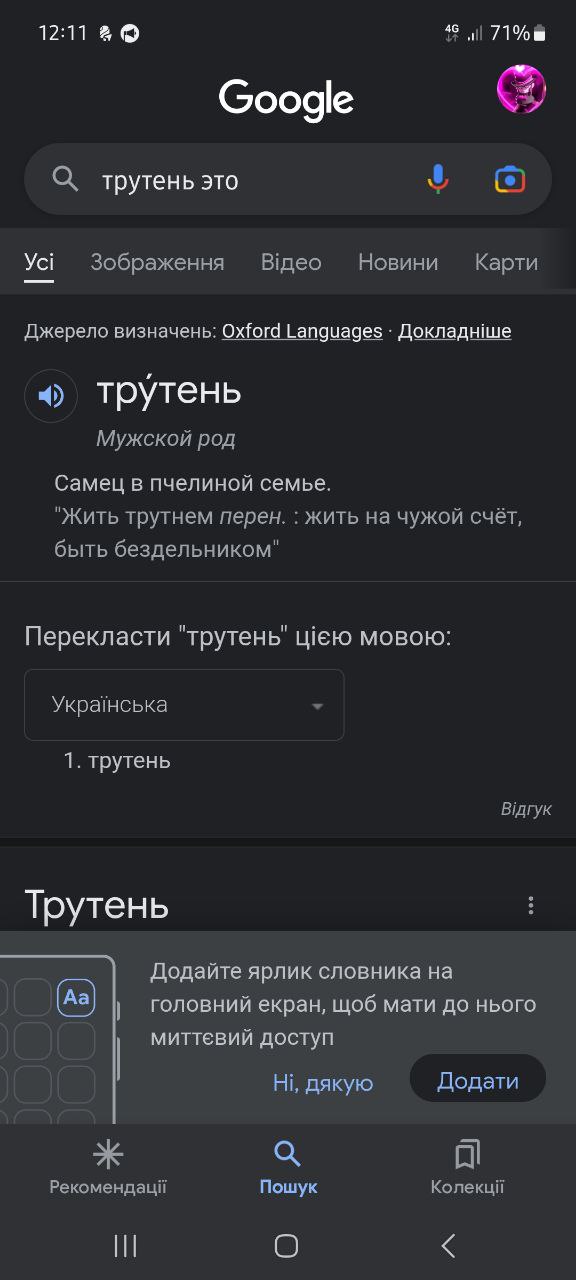 12:11 4G 71%
Google
трутень это
Усі Зображення Відео Новини Карти
Джерело визначень: Oxford Languages · Докладніше
тру́тень
Мужской род
Самец в пчелиной семье.
"Жить трутнем перен. : жить на чужой счёт,
быть бездельником"
Перекласти "трутень" цією мовою:
Українська
1. трутень
Відгук
Трутень
Aa
Додайте ярлик словника на
головний екран, щоб мати до нього
миттєвий доступ
Ні, дякую Додати
Рекомендації Пошук Колекції